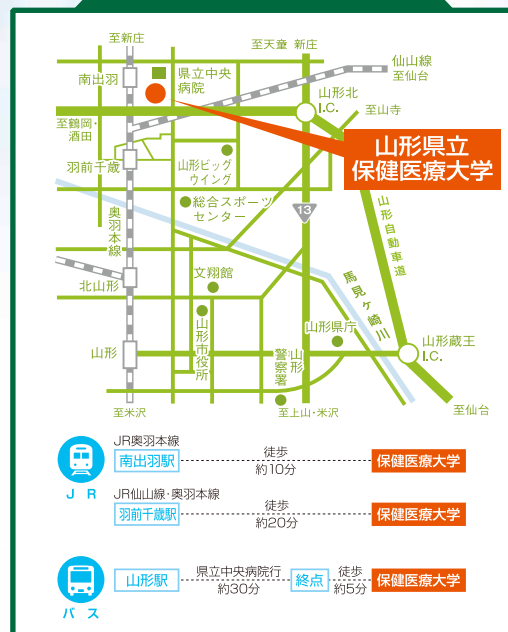 至新庄
至天童 新庄
仙山線
至仙台
南出羽
県立中央
病院
山形北
I.C.
至山寺
至鶴岡・
酒田
山形県立
保健医療大学
羽前千歳
山形ビッグ
ウイング
総合スポーツ
センター
13
奥羽本線
山形自動車道
文翔館
馬見ヶ崎川
北山形
山形市役所
山形県庁
山形
山形
警察署
山形蔵王
I.C.
至米沢
至上山・米沢
至仙台
JR
JR奥羽本線
南出羽駅 徒歩 約10分 保健医療大学
JR仙山線・奥羽本線
羽前千歳駅 徒歩 約20分 保健医療大学
バス
山形駅 県立中央病院行 約30分 終点 徒歩 約5分 保健医療大学